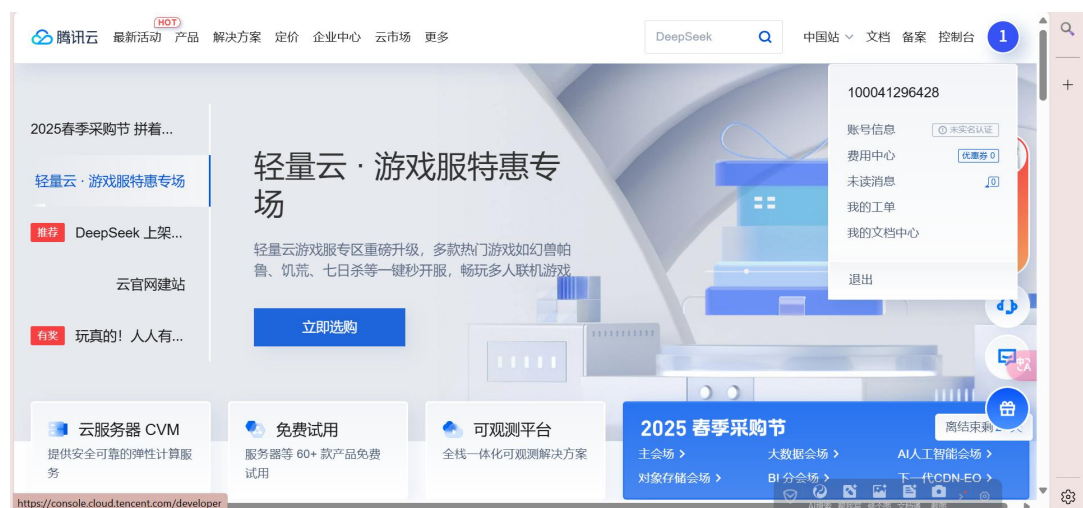 HOT
腾讯云 最新活动 产品 解决方案 定价 企业中心 云市场 更多 DeepSeek 中国站 文档 备案 控制台 1
100041296428
账号信息 未实名认证
费用中心 优惠券 0
未读消息 0
我的工单
我的文档中心
退出
2025春季采购节 拼着...
轻量云 · 游戏服特惠专场
推荐 DeepSeek 上架...
云官网建站
有奖 玩真的！人人有...
轻量云 · 游戏服特惠专
场
轻量云游戏服专区重磅升级，多款热门游戏如幻兽帕
鲁、饥荒、七日杀等一键秒开服，畅玩多人联机游戏
立即选购
云服务器 CVM
提供安全可靠的弹性计算服
务
免费试用
服务器等 60+ 款产品免费
试用
可观测平台
全栈一体化可观测解决方案
2025 春季采购节
离结束剩
主会场 大数据会场 AI人工智能会场
对象存储会场 BI 分会场 下一代CDN-EO
https://console.cloud.tencent.com/developer